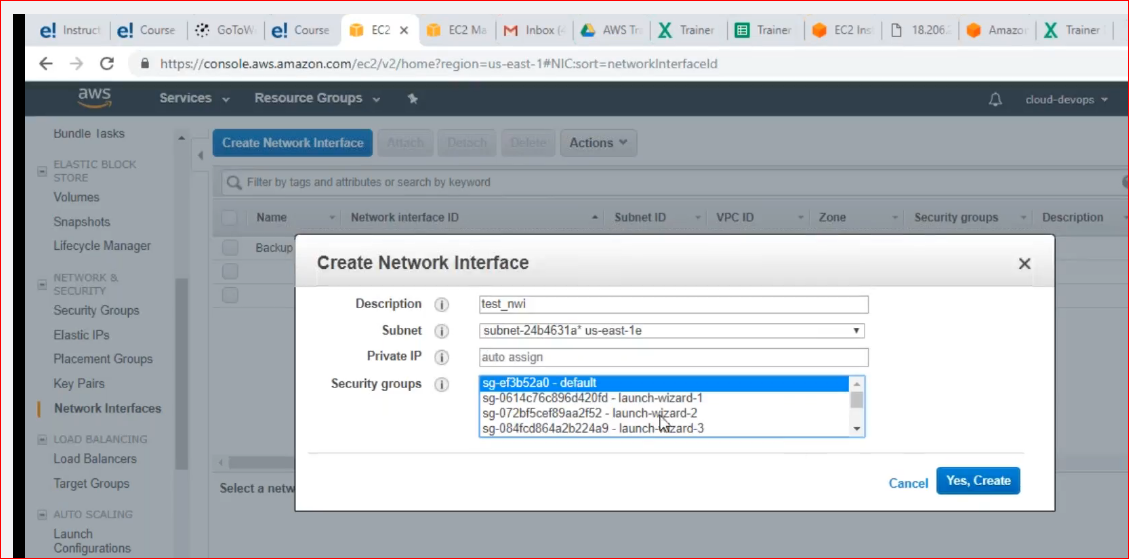 e! Instruct e! Course GoToW e! Course EC2 × EC2 Ma Inbox (4 AWS Tr X Trainer Trainer EC2 Ins 18.206. Amazon X Trainer
https://console.aws.amazon.com/ec2/v2/home?region=us-east-1#NIC:sort=networkInterfaceId
aws Services Resource Groups cloud-devops
Bundle Tasks
Create Network Interface Attach Detach Delete Actions
ELASTIC BLOCK
STORE
Filter by tags and attributes or search by keyword
Volumes
Name Network interface ID Subnet ID VPC ID Zone Security groups Description
Snapshots
Lifecycle Manager
Backup
Create Network Interface ×
NETWORK &
SECURITY
Description i test_nwi
Security Groups
Subnet i subnet-24b4631a* us-east-1e
Elastic IPs
Private IP i auto assign
Placement Groups
Security groups i sg-ef3b52a0 - default
Key Pairs
sg-0614c76c896d420fd - launch-wizard-1
Network Interfaces
sg-072bf5cef89aa2f52 - launch-wizard-2
sg-084fcd864a2b224a9 - launch-wizard-3
LOAD BALANCING
Load Balancers
Target Groups
Select a netw
Cancel Yes, Create
AUTO SCALING
Launch
Configurations